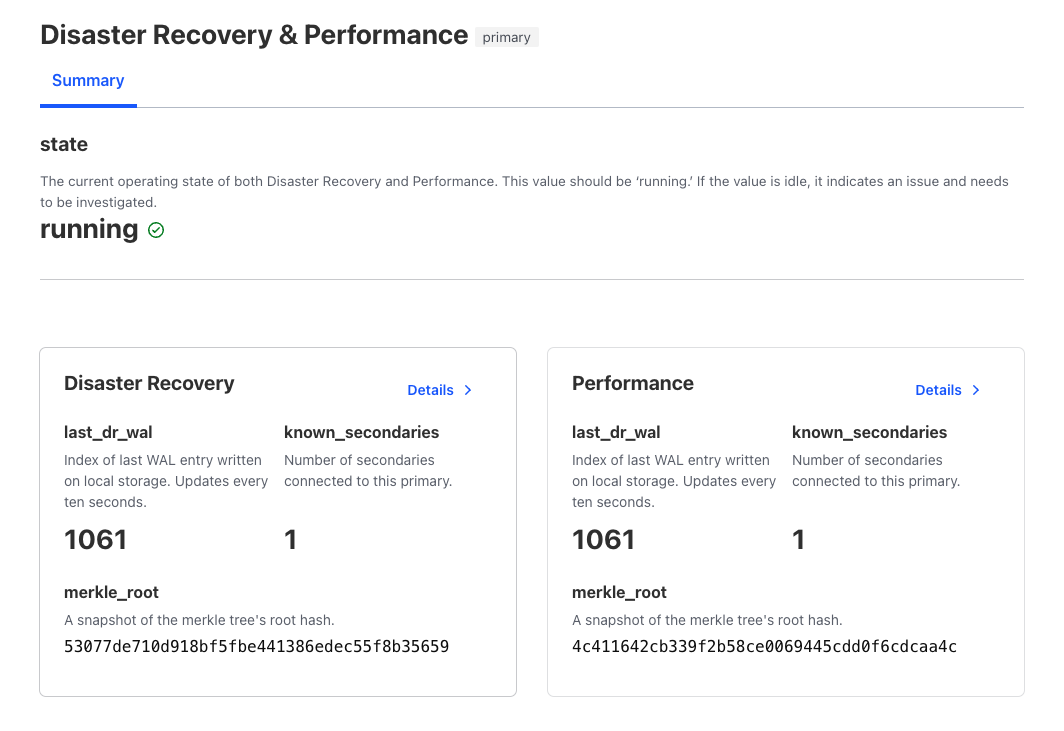 Disaster Recovery & Performance primary
Summary
state
The current operating state of both Disaster Recovery and Performance. This value should be ‘running.’ If the value is idle, it indicates an issue and needs
to be investigated.
running
Disaster Recovery
Details
last_dr_wal
Index of last WAL entry written
on local storage. Updates every
ten seconds.
1061
known_secondaries
Number of secondaries
connected to this primary.
1
merkle_root
A snapshot of the merkle tree's root hash.
53077de710d918bf5fbe441386edec55f8b35659
Performance
Details
last_dr_wal
Index of last WAL entry written
on local storage. Updates every
ten seconds.
1061
known_secondaries
Number of secondaries
connected to this primary.
1
merkle_root
A snapshot of the merkle tree's root hash.
4c411642cb339f2b58ce0069445cdd0f6cdcaa4c